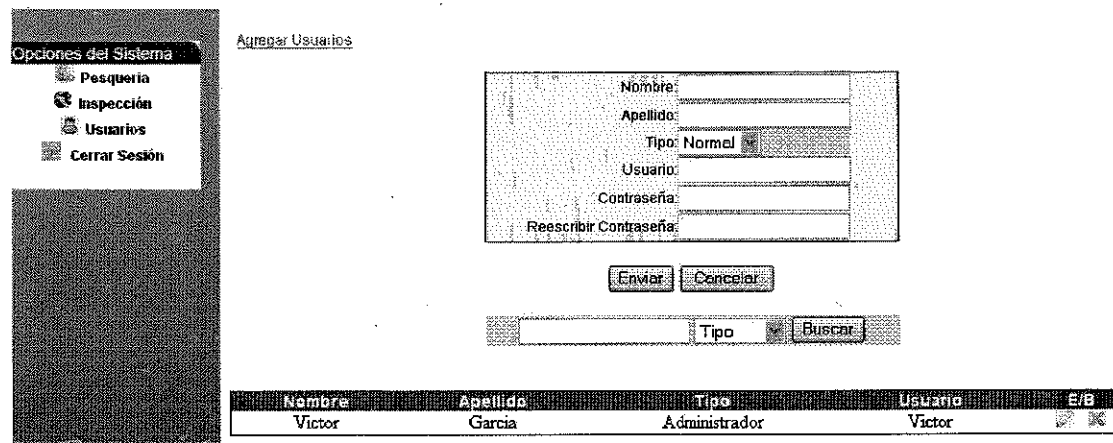 Agregar Usuarios
Opciones del Sistema
Pesqueria
Inspección
Usuarios
Cerrar Sesión
Nombre:
Apellido:
Tipo: Normal
Usuario:
Contraseña:
Reescribir Contraseña:
Enviar Cancelar
Tipo Buscar
Nombre Apellido Tipo Usuario E/B
Victor Garcia Administrador Victor